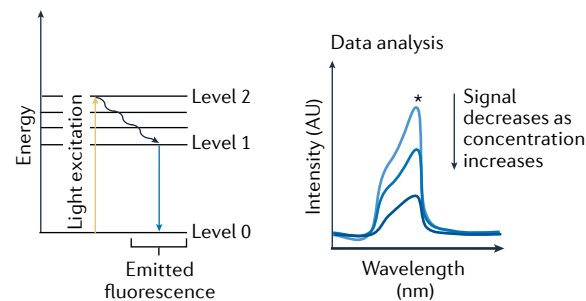 Energy
Light excitation
Level 2
Level 1
Level 0
Emitted
fluorescence
Data analysis
Intensity (AU)
*
Signal
decreases as
concentration
increases
Wavelength
(nm)